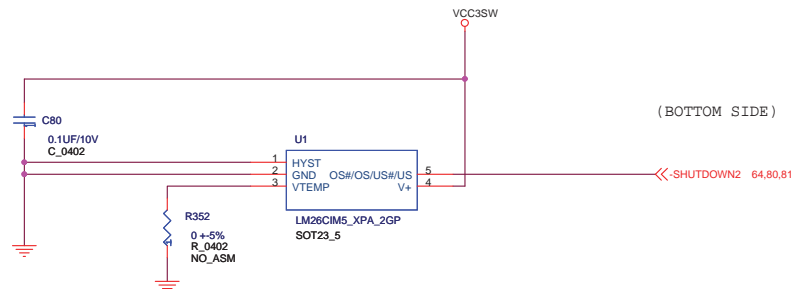 VCC3SW
(BOTTOM SIDE)
C80
0.1UF/10V
C_0402
U1
1 HYST
2 GND OS#/OS/US#/US 5
3 VTEMP V+ 4
-SHUTDOWN2 64,80,81
LM26CIM5_XPA_2GP
SOT23_5
R352
0 +-5%
R_0402
NO_ASM